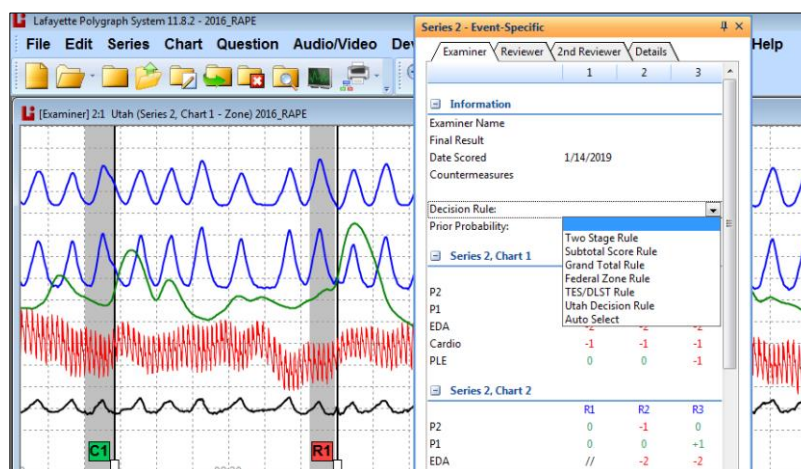 Lafayette Polygraph System 11.8.2 - 2016_RAPE
File Edit Series Chart Question Audio/Video Help
[Examiner] 2:1 Utah (Series 2, Chart 1 - Zone) 2016_RAPE
C1
R1
Series 2 - Event-Specific
Examiner Reviewer 2nd Reviewer Details
1 2 3
Information
Examiner Name
Final Result
Date Scored 1/14/2019
Countermeasures
Decision Rule:
Prior Probability:
Two Stage Rule
Subtotal Score Rule
Grand Total Rule
Federal Zone Rule
TES/DLST Rule
Utah Decision Rule
Auto Select
Series 2, Chart 1
P2
P1
EDA -2 -2 -2
Cardio -1 -1 -1
PLE 0 0 -1
Series 2, Chart 2
R1 R2 R3
P2 0 -1 0
P1 0 0 +1
EDA // -2 -2